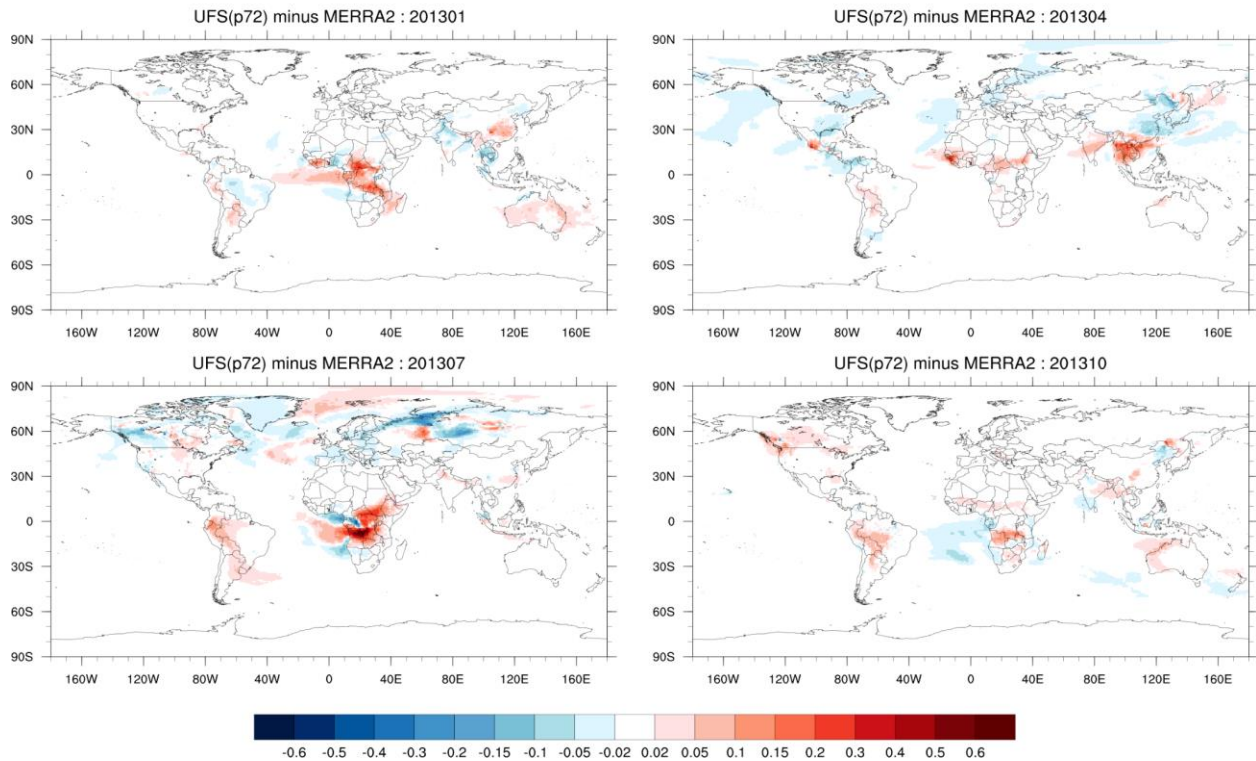 UFS(p72) minus MERRA2 : 201301
90N
60N
30N
0
30S
60S
90S
160W 120W 80W 40W 0 40E 80E 120E 160E
UFS(p72) minus MERRA2 : 201304
90N
60N
30N
0
30S
60S
90S
160W 120W 80W 40W 0 40E 80E 120E 160E
UFS(p72) minus MERRA2 : 201307
90N
60N
30N
0
30S
60S
90S
160W 120W 80W 40W 0 40E 80E 120E 160E
UFS(p72) minus MERRA2 : 201310
90N
60N
30N
0
30S
60S
90S
160W 120W 80W 40W 0 40E 80E 120E 160E
-0.6 -0.5 -0.4 -0.3 -0.2 -0.15 -0.1 -0.05 -0.02 0.02 0.05 0.1 0.15 0.2 0.3 0.4 0.5 0.6